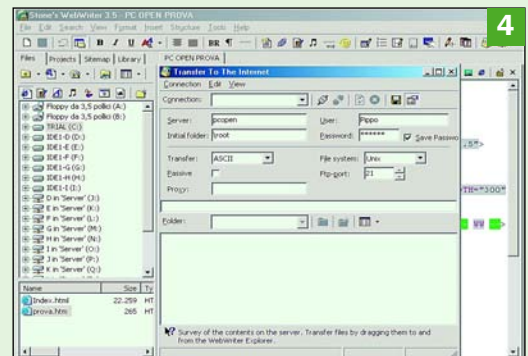 4
Stone's WebWriter 3.5 - PC OPEN PROVA
File Edit Search View Format Insert Structure Tools Help
B I U A BR ¶
Files Projects Sitemap Library
PC OPEN PROVA
Transfer To The Internet
Connection Edit View
Connection:
Server: pcopen User: Pippo
Initial folder: \root Password: ****** Save Passwo
Transfer: ASCII File system: Unix
Passive Ftp-port: 21
Proxy:
Folder:
Floppy da 3,5 pollici (A:)
Floppy da 3,5 pollici (B:)
TRIAL (C:)
IDE1-D (D:)
IDE1-E (E:)
IDE1-F (F:)
IDE1-G (G:)
IDE1-H (H:)
IDE1-I (I:)
D in 'Server' (J:)
E in 'Server' (K:)
F in 'Server' (L:)
G in 'Server' (M:)
H in 'Server' (N:)
I in 'Server' (O:)
J in 'Server' (P:)
K in 'Server' (Q:)
.5">
TH="300"
Name Size Ty
Index.html 22.259 HT
prova.htm 265 HT
Survey of the contents on the server. Transfer files by dragging them to and
from the WebWriter Explorer.